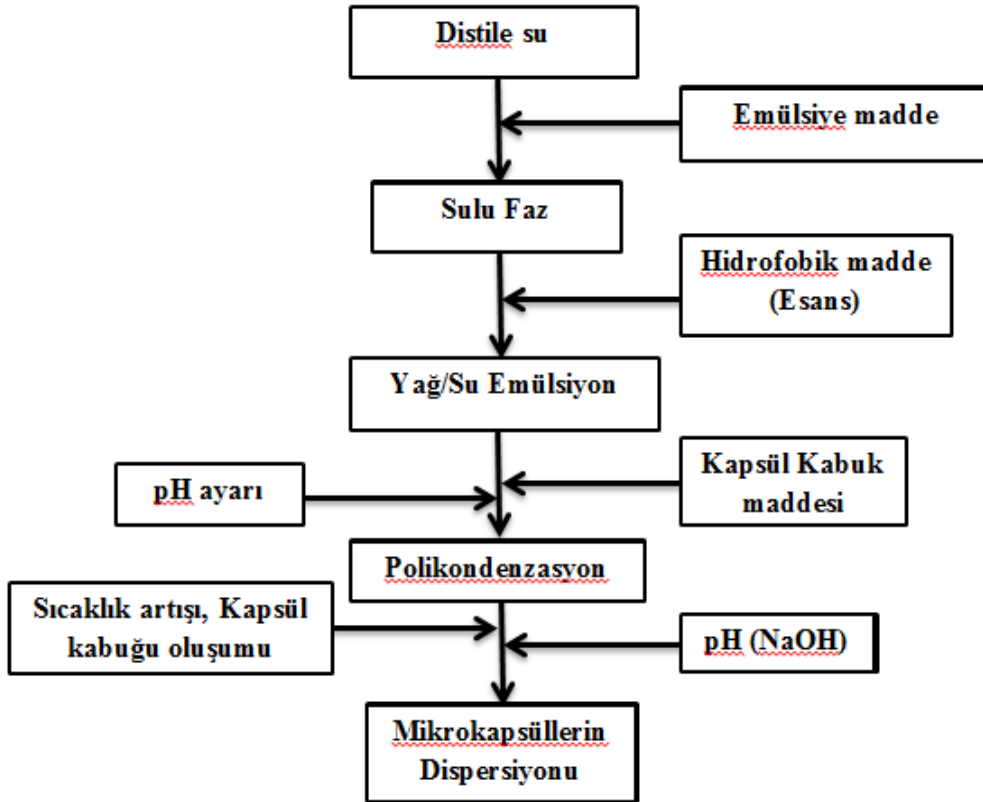 Distile su
Emülsiye madde
Sulu Faz
Hidrofobik madde
(Esans)
Yağ/Su Emülsiyon
pH ayarı
Kapsül Kabuk
maddesi
Polikondenzasyon
Sıcaklık artışı, Kapsül
kabuğu oluşumu
pH (NaOH)
Mikrokapsüllerin
Dispersiyonu